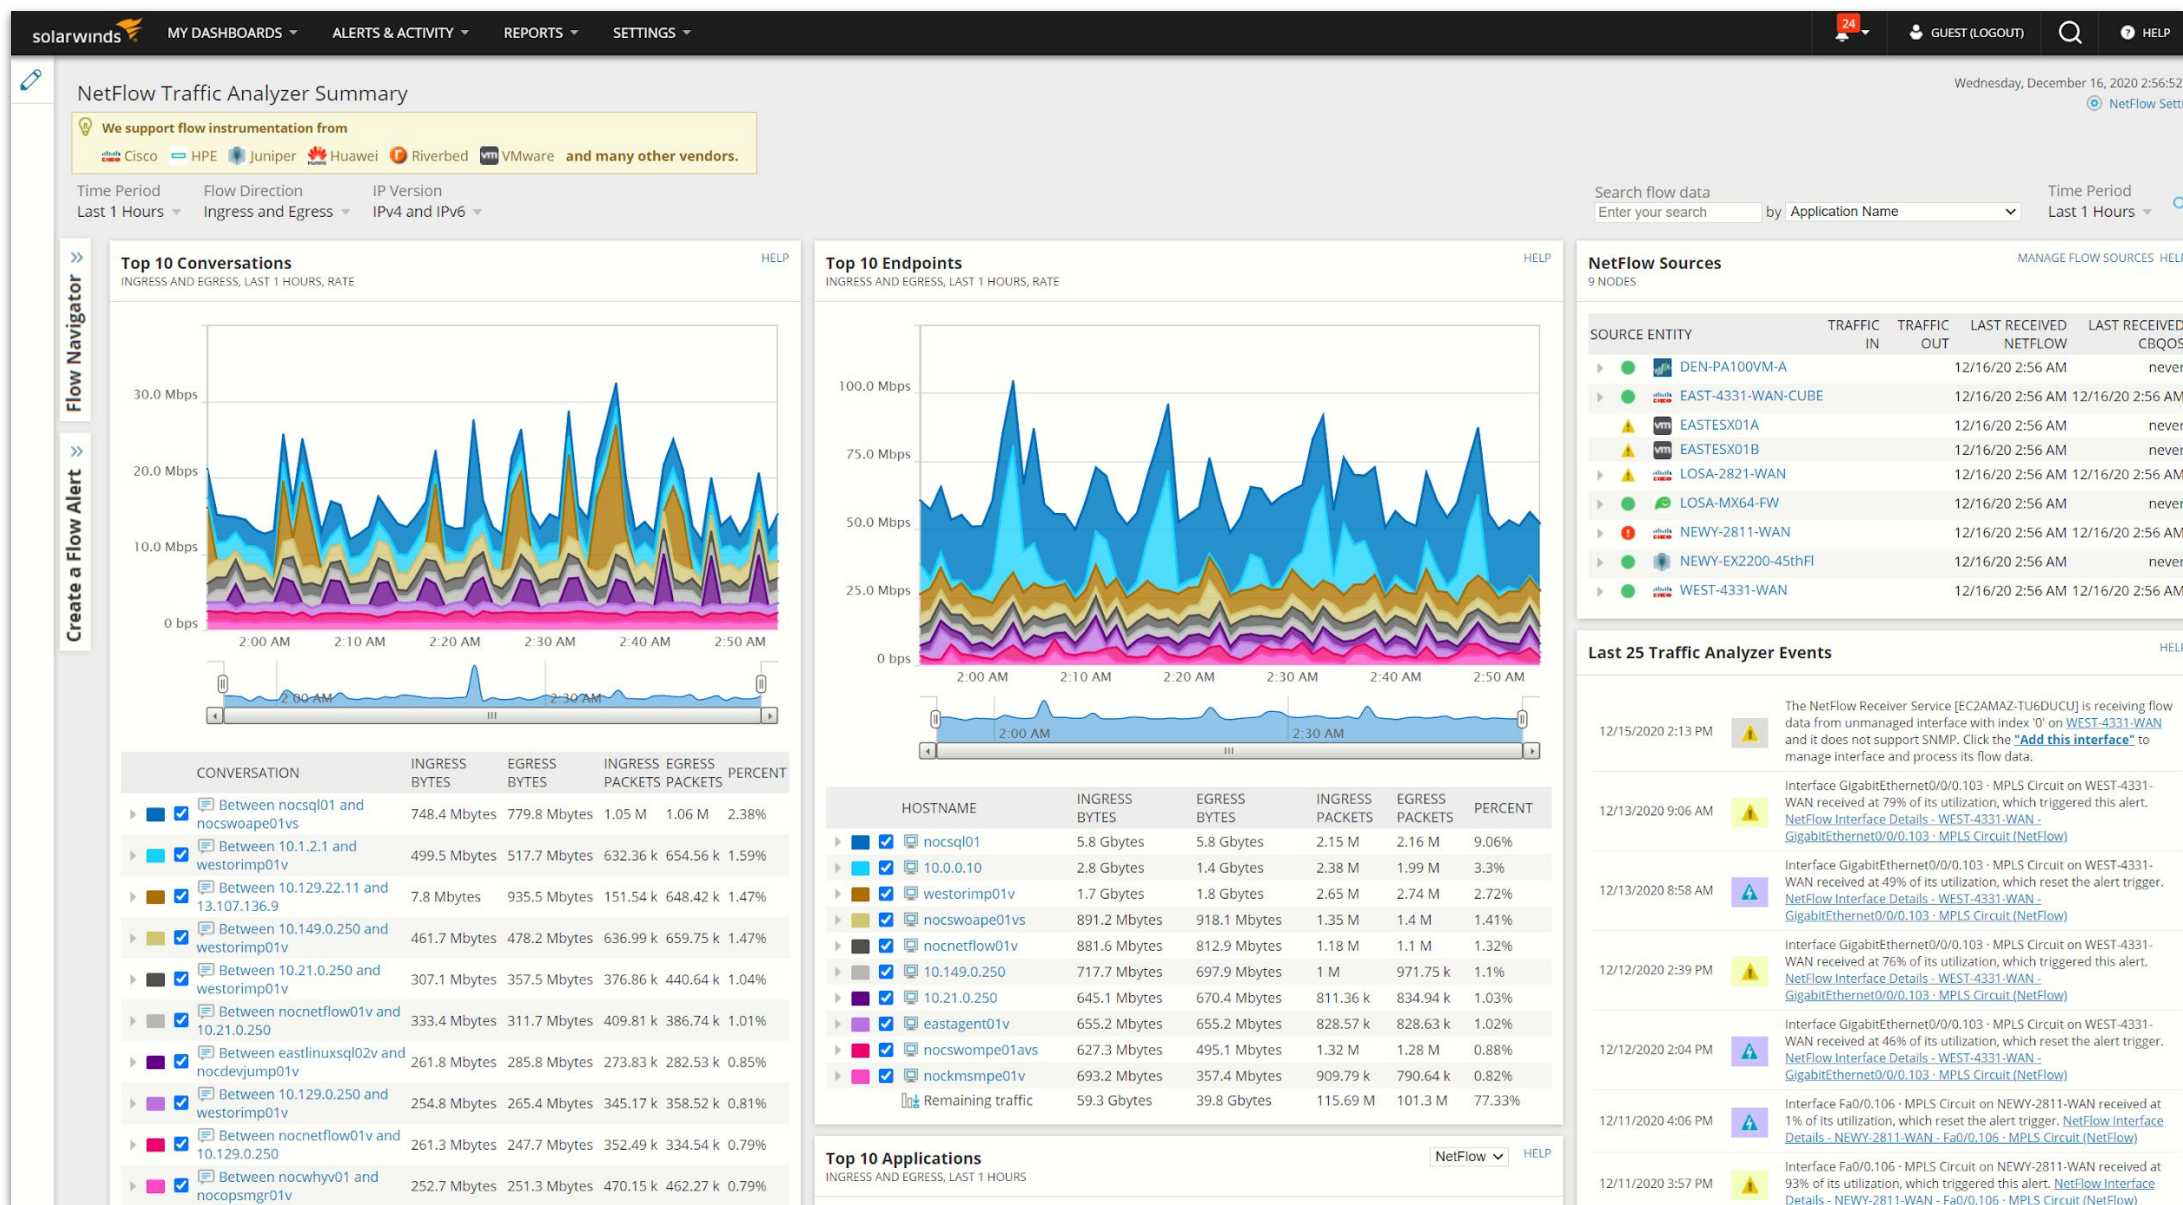 solarwinds
MY DASHBOARDS
ALERTS & ACTIVITY
REPORTS
SETTINGS
24
GUEST (LOGOUT)
HELP
NetFlow Traffic Analyzer Summary
Wednesday, December 16, 2020 2:56:52
NetFlow Setti
We support flow instrumentation from
Cisco HPE Juniper Huawei Riverbed VMware and many other vendors.
Time Period
Last 1 Hours
Flow Direction
Ingress and Egress
IP Version
IPv4 and IPv6
Search flow data
Enter your search by Application Name
Time Period
Last 1 Hours
Flow Navigator
Create a Flow Alert
Top 10 Conversations
HELP
INGRESS AND EGRESS, LAST 1 HOURS, RATE
30.0 Mbps
20.0 Mbps
10.0 Mbps
0 bps
2:00 AM 2:10 AM 2:20 AM 2:30 AM 2:40 AM 2:50 AM
2:00 AM 2:30 AM
CONVERSATION INGRESS BYTES EGRESS BYTES INGRESS PACKETS EGRESS PACKETS PERCENT
Between nocsql01 and nocswoape01vs 748.4 Mbytes 779.8 Mbytes 1.05 M 1.06 M 2.38%
Between 10.1.2.1 and westorimp01v 499.5 Mbytes 517.7 Mbytes 632.36 k 654.56 k 1.59%
Between 10.129.22.11 and 13.107.136.9 7.8 Mbytes 935.5 Mbytes 151.54 k 648.42 k 1.47%
Between 10.149.0.250 and westorimp01v 461.7 Mbytes 478.2 Mbytes 636.99 k 659.75 k 1.47%
Between 10.21.0.250 and westorimp01v 307.1 Mbytes 357.5 Mbytes 376.86 k 440.64 k 1.04%
Between nocnetflow01v and 10.21.0.250 333.4 Mbytes 311.7 Mbytes 409.81 k 386.74 k 1.01%
Between eastlinuxsql02v and nocdevjump01v 261.8 Mbytes 285.8 Mbytes 273.83 k 282.53 k 0.85%
Between 10.129.0.250 and westorimp01v 254.8 Mbytes 265.4 Mbytes 345.17 k 358.52 k 0.81%
Between nocnetflow01v and 10.129.0.250 261.3 Mbytes 247.7 Mbytes 352.49 k 334.54 k 0.79%
Between nocwhyv01 and nocopsmgr01v 252.7 Mbytes 251.3 Mbytes 470.15 k 462.27 k 0.79%
Top 10 Endpoints
HELP
INGRESS AND EGRESS, LAST 1 HOURS, RATE
100.0 Mbps
75.0 Mbps
50.0 Mbps
25.0 Mbps
0 bps
2:00 AM 2:10 AM 2:20 AM 2:30 AM 2:40 AM 2:50 AM
2:00 AM 2:30 AM
HOSTNAME INGRESS BYTES EGRESS BYTES INGRESS PACKETS EGRESS PACKETS PERCENT
nocsql01 5.8 Gbytes 5.8 Gbytes 2.15 M 2.16 M 9.06%
10.0.0.10 2.8 Gbytes 1.4 Gbytes 2.38 M 1.99 M 3.3%
westorimp01v 1.7 Gbytes 1.8 Gbytes 2.65 M 2.74 M 2.72%
nocswoape01vs 891.2 Mbytes 918.1 Mbytes 1.35 M 1.4 M 1.41%
nocnetflow01v 881.6 Mbytes 812.9 Mbytes 1.18 M 1.1 M 1.32%
10.149.0.250 717.7 Mbytes 697.9 Mbytes 1 M 971.75 k 1.1%
10.21.0.250 645.1 Mbytes 670.4 Mbytes 811.36 k 834.94 k 1.03%
eastagent01v 655.2 Mbytes 655.2 Mbytes 828.57 k 828.63 k 1.02%
nocswompe01avs 627.3 Mbytes 495.1 Mbytes 1.32 M 1.28 M 0.88%
nockmsmpe01v 693.2 Mbytes 357.4 Mbytes 909.79 k 790.64 k 0.82%
Remaining traffic 59.3 Gbytes 39.8 Gbytes 115.69 M 101.3 M 77.33%
Top 10 Applications
NetFlow HELP
INGRESS AND EGRESS, LAST 1 HOURS
NetFlow Sources
MANAGE FLOW SOURCES HELP
9 NODES
SOURCE ENTITY TRAFFIC IN TRAFFIC OUT LAST RECEIVED NETFLOW LAST RECEIVED CBQOS
DEN-PA100VM-A 12/16/20 2:56 AM never
EAST-4331-WAN-CUBE 12/16/20 2:56 AM 12/16/20 2:56 AM
EASTESX01A 12/16/20 2:56 AM never
EASTESX01B 12/16/20 2:56 AM never
LOSA-2821-WAN 12/16/20 2:56 AM 12/16/20 2:56 AM
LOSA-MX64-FW 12/16/20 2:56 AM never
NEWY-2811-WAN 12/16/20 2:56 AM 12/16/20 2:56 AM
NEWY-EX2200-45thFl 12/16/20 2:56 AM never
WEST-4331-WAN 12/16/20 2:56 AM 12/16/20 2:56 AM
Last 25 Traffic Analyzer Events
HELP
12/15/2020 2:13 PM
The NetFlow Receiver Service [EC2AMAZ-TU6DUCU] is receiving flow
data from unmanaged interface with index '0' on WEST-4331-WAN
and it does not support SNMP. Click the "Add this interface" to
manage interface and process its flow data.
12/13/2020 9:06 AM
Interface GigabitEthernet0/0/0.103 · MPLS Circuit on WEST-4331-
WAN received at 79% of its utilization, which triggered this alert.
NetFlow Interface Details - WEST-4331-WAN -
GigabitEthernet0/0/0.103 · MPLS Circuit (NetFlow)
12/13/2020 8:58 AM
Interface GigabitEthernet0/0/0.103 · MPLS Circuit on WEST-4331-
WAN received at 49% of its utilization, which reset the alert trigger.
NetFlow Interface Details - WEST-4331-WAN -
GigabitEthernet0/0/0.103 · MPLS Circuit (NetFlow)
12/12/2020 2:39 PM
Interface GigabitEthernet0/0/0.103 · MPLS Circuit on WEST-4331-
WAN received at 76% of its utilization, which triggered this alert.
NetFlow Interface Details - WEST-4331-WAN -
GigabitEthernet0/0/0.103 · MPLS Circuit (NetFlow)
12/12/2020 2:04 PM
Interface GigabitEthernet0/0/0.103 · MPLS Circuit on WEST-4331-
WAN received at 46% of its utilization, which reset the alert trigger.
NetFlow Interface Details - WEST-4331-WAN -
GigabitEthernet0/0/0.103 · MPLS Circuit (NetFlow)
12/11/2020 4:06 PM
Interface Fa0/0.106 · MPLS Circuit on NEWY-2811-WAN received at
1% of its utilization, which reset the alert trigger. NetFlow Interface
Details - NEWY-2811-WAN - Fa0/0.106 · MPLS Circuit (NetFlow)
12/11/2020 3:57 PM
Interface Fa0/0.106 · MPLS Circuit on NEWY-2811-WAN received at
93% of its utilization, which triggered this alert. NetFlow Interface
Details - NEWY-2811-WAN - Fa0/0.106 · MPLS Circuit (NetFlow)